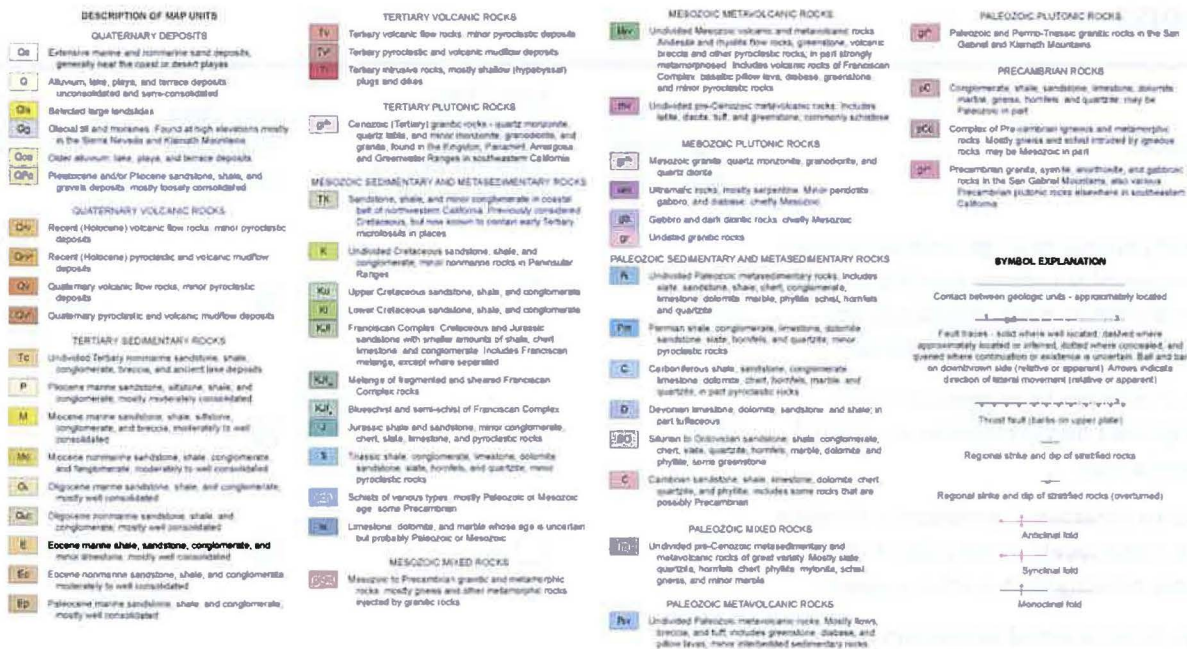 DESCRIPTION OF MAP UNITS
QUATERNARY DEPOSITS
Qs
Extensive marine and nonmarine sand deposits,
generally near the coast or desert playas
Q
Alluvium, lake, playa, and terrace deposits
unconsolidated and semi-consolidated
Qls
Selected large landslides
Qg
Glacial till and moraines. Found at high elevations mostly
in the Sierra Nevada and Klamath Mountains
Qoa
Older alluvium, lake, playa, and terrace deposits
QPc
Pleistocene and/or Pliocene sandstone, shale, and
gravels deposits mostly loosely consolidated
QUATERNARY VOLCANIC ROCKS
Recent (Holocene) volcanic flow rocks minor pyroclastic
deposits
Recent (Holocene) pyroclastic and volcanic mudflow
deposits
Qv
Quaternary volcanic flow rocks, minor pyroclastic
deposits
Quaternary pyroclastic and volcanic mudflow deposits
TERTIARY SEDIMENTARY ROCKS
Tc
Undivided Tertiary nonmarine sandstone, shale,
conglomerate, breccia, and ancient lake deposits
P
Pliocene marine sandstone, siltstone, shale, and
conglomerate, mostly moderately consolidated
M
Miocene marine sandstone, shale, siltstone,
conglomerate, and breccia, moderately to well
consolidated
Mc
Miocene nonmarine sandstone, shale, conglomerate
and fanglomerate, moderately to well consolidated
Oligocene marine sandstone, shale, and conglomerate,
mostly well consolidated
Oligocene nonmarine sandstone, shale, and
conglomerate, mostly well consolidated
E
Eocene marine shale, sandstone, conglomerate, and
minor limestone, mostly well consolidated
Ec
Eocene nonmarine sandstone, shale, and conglomerate
moderately to well consolidated
Ep
Paleocene marine sandstone, shale and conglomerate,
mostly well consolidated
TERTIARY VOLCANIC ROCKS
Tv
Tertiary volcanic flow rocks, minor pyroclastic deposits
Tertiary pyroclastic and volcanic mudflow deposits
Tertiary intrusive rocks, mostly shallow (hypabyssal)
plugs and dikes
TERTIARY PLUTONIC ROCKS
Cenozoic (Tertiary) granitic rocks - quartz monzonite,
quartz latite, and minor monzonite, granodiorite, and
granite, found in the Kingston, Panamint, Amargosa
and Greenwater Ranges in southeastern California
MESOZOIC SEDIMENTARY AND METASEDIMENTARY ROCKS
TK
Sandstone, shale, and minor conglomerate in coastal
belt of northwestern California. Previously considered
Cretaceous, but now known to contain early Tertiary
microfossils in places
K
Undivided Cretaceous sandstone, shale, and
conglomerate, minor nonmarine rocks in Peninsular
Ranges
Ku
Upper Cretaceous sandstone, shale, and conglomerate
Kl
Lower Cretaceous sandstone, shale, and conglomerate
KJf
Franciscan Complex Cretaceous and Jurassic
sandstone with smaller amounts of shale, chert
limestone and conglomerate Includes Franciscan
melange, except where separated
Melange of fragmented and sheared Franciscan
Complex rocks
Blueschist and semi-schist of Franciscan Complex
J
Jurassic shale and sandstone, minor conglomerate,
chert, slate, limestone, and pyroclastic rocks
Triassic shale, conglomerate, limestone, dolomite
sandstone, slate, hornfels, and quartzite, minor
pyroclastic rocks
Schists of various types mostly Paleozoic or Mesozoic
age some Precambrian
ls
Limestone, dolomite, and marble whose age is uncertain
but probably Paleozoic or Mesozoic
MESOZOIC MIXED ROCKS
Mesozoic to Precambrian granitic and metamorphic
rocks mostly gneiss and other metamorphic rocks
injected by granitic rocks
MESOZOIC METAVOLCANIC ROCKS
Undivided Mesozoic volcanic and metavolcanic rocks
Andesite and rhyolite flow rocks, greenstone, volcanic
breccia and other pyroclastic rocks, in part strongly
metamorphosed Includes volcanic rocks of Franciscan
Complex basaltic pillow lava, diabase, greenstone
and minor pyroclastic rocks
mv
Undivided pre-Cenozoic metavolcanic rocks Includes
latite, dacite, tuff, and greenstone, commonly schistose
MESOZOIC PLUTONIC ROCKS
Mesozoic granite, quartz monzonite, granodiorite, and
quartz diorite
um
Ultramafic rocks, mostly serpentine. Minor peridotite
gabbro, and diabase chiefly Mesozoic
gb
Gabbro and dark dioritic rocks chiefly Mesozoic
gr
Undated granitic rocks
PALEOZOIC SEDIMENTARY AND METASEDIMENTARY ROCKS
Undivided Paleozoic metasedimentary rocks. Includes
slate, sandstone, shale, chert, conglomerate,
limestone dolomite marble, phyllite schist, hornfels
and quartzite
Pm
Permian shale, conglomerate, limestone, dolomite
sandstone slate, hornfels, and quartzite, minor
pyroclastic rocks
C
Carboniferous shale, sandstone, conglomerate
limestone dolomite chert, hornfels, marble and
quartzite, in part pyroclastic rocks
D
Devonian limestone, dolomite sandstone and shale; in
part tuffaceous
SO
Silurian to Ordovician sandstone, shale conglomerate,
chert, slate, quartzite, hornfels, marble, dolomite and
phyllite, some greenstone
C
Cambrian sandstone, shale, limestone, dolomite chert
quartzite, and phyllite, includes some rocks that are
possibly Precambrian
PALEOZOIC MIXED ROCKS
Undivided pre-Cenozoic metasedimentary and
metavolcanic rocks of great variety Mostly slate
quartzite, hornfels chert phyllite mylonite, schist
gneiss, and minor marble
PALEOZOIC METAVOLCANIC ROCKS
Undivided Paleozoic metavolcanic rocks. Mostly flows,
breccia, and tuff, includes greenstone, diabase, and
pillow lavas, minor interbedded sedimentary rocks.
PALEOZOIC PLUTONIC ROCKS
Paleozoic and Permo-Triassic granitic rocks in the San
Gabriel and Klamath Mountains
PRECAMBRIAN ROCKS
pC
Conglomerate, shale, sandstone, limestone, dolomite
marble, gneiss, hornfels and quartzite may be
Paleozoic in part
pCc
Complex of Precambrian igneous and metamorphic
rocks Mostly gneiss and schist intruded by igneous
rocks may be Mesozoic in part
Precambrian granite, syenite, anorthosite, and gabbroic
rocks in the San Gabriel Mountains, also various
Precambrian plutonic rocks elsewhere in southeastern
California
SYMBOL EXPLANATION
Contact between geologic units - approximately located
Fault traces - solid where well located, dashed where
approximately located or inferred, dotted where concealed, and
queried where continuation or existence is uncertain. Ball and bar
on downthrown side (relative or apparent) Arrows indicate
direction of lateral movement (relative or apparent)
Thrust fault (barbs on upper plate)
Regional strike and dip of stratified rocks
Regional strike and dip of stratified rocks (overturned)
Anticlinal fold
Synclinal fold
Monoclinal fold